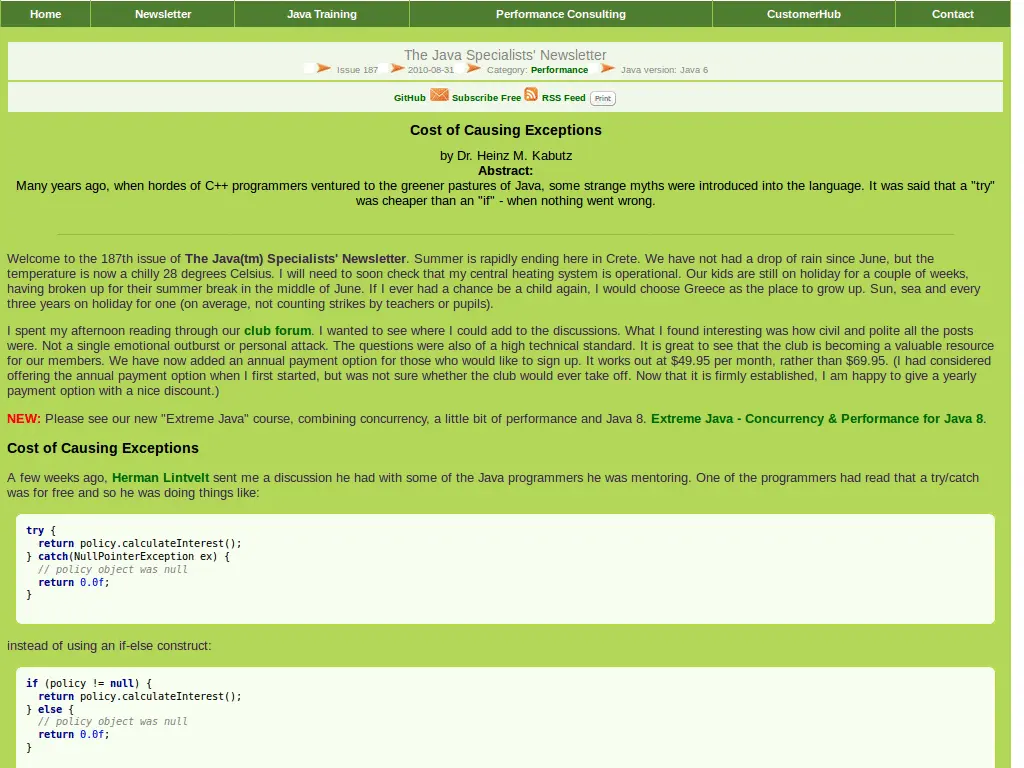 Home Newsletter Java Training Performance Consulting CustomerHub Contact
The Java Specialists' Newsletter
Issue 187 2010-08-31 Category: Performance Java version: Java 6
GitHub Subscribe Free RSS Feed Print
Cost of Causing Exceptions
by Dr. Heinz M. Kabutz
Abstract:
Many years ago, when hordes of C++ programmers ventured to the greener pastures of Java, some strange myths were introduced into the language. It was said that a "try"
was cheaper than an "if" - when nothing went wrong.
Welcome to the 187th issue of The Java(tm) Specialists' Newsletter. Summer is rapidly ending here in Crete. We have not had a drop of rain since June, but the
temperature is now a chilly 28 degrees Celsius. I will need to soon check that my central heating system is operational. Our kids are still on holiday for a couple of weeks,
having broken up for their summer break in the middle of June. If I ever had a chance be a child again, I would choose Greece as the place to grow up. Sun, sea and every
three years on holiday for one (on average, not counting strikes by teachers or pupils).
I spent my afternoon reading through our club forum. I wanted to see where I could add to the discussions. What I found interesting was how civil and polite all the posts
were. Not a single emotional outburst or personal attack. The questions were also of a high technical standard. It is great to see that the club is becoming a valuable resource
for our members. We have now added an annual payment option for those who would like to sign up. It works out at $49.95 per month, rather than $69.95. (I had considered
offering the annual payment option when I first started, but was not sure whether the club would ever take off. Now that it is firmly established, I am happy to give a yearly
payment option with a nice discount.)
NEW: Please see our new "Extreme Java" course, combining concurrency, a little bit of performance and Java 8. Extreme Java - Concurrency & Performance for Java 8.
Cost of Causing Exceptions
A few weeks ago, Herman Lintvelt sent me a discussion he had with some of the Java programmers he was mentoring. One of the programmers had read that a try/catch
was for free and so he was doing things like:
try {
  return policy.calculateInterest();
} catch(NullPointerException ex) {
  // policy object was null
  return 0.0f;
}
instead of using an if-else construct:
if (policy != null) {
  return policy.calculateInterest();
} else {
  // policy object was null
  return 0.0f;
}